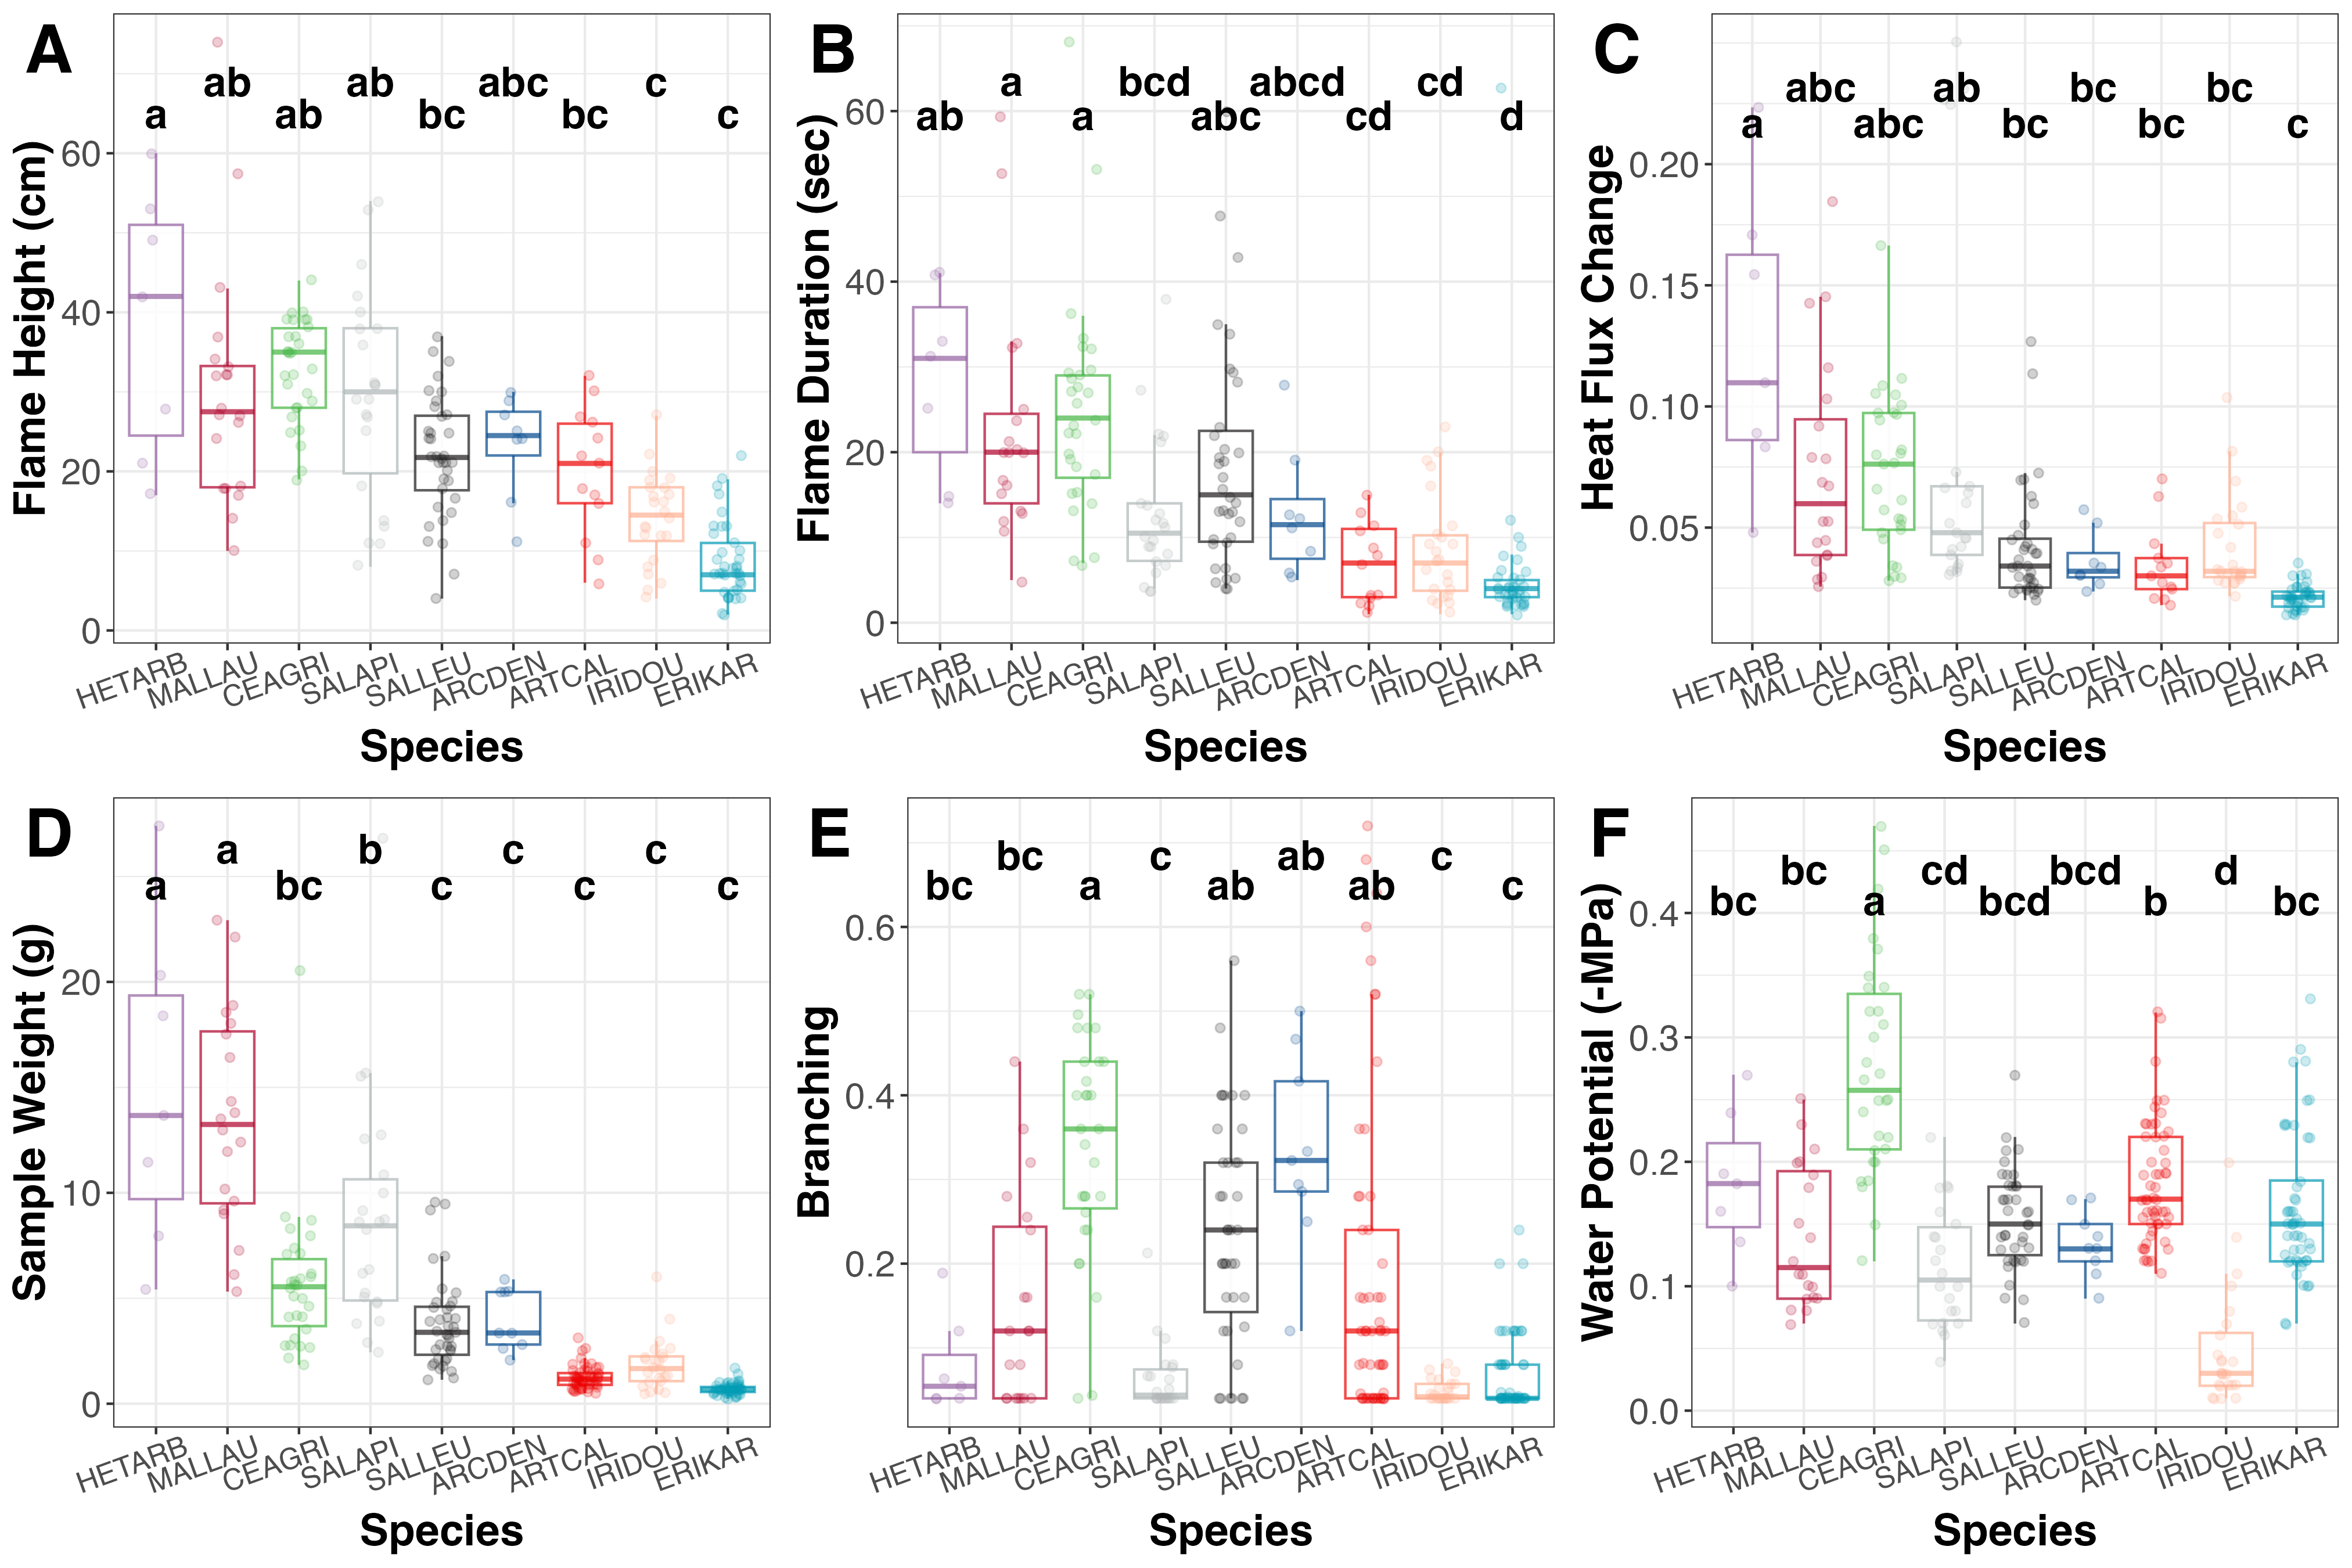 A
ab ab abc c
a ab bc bc c
Flame Height (cm)
60
40
20
0
HETARB MALLAU CEAGRI SALAPI SALLEU ARCDEN ARTCAL IRIDOU ERIKAR
Species
B
a bcd abcd cd
ab a abc cd d
Flame Duration (sec)
60
40
20
0
HETARB MALLAU CEAGRI SALAPI SALLEU ARCDEN ARTCAL IRIDOU ERIKAR
Species
C
abc ab bc bc
a abc bc bc c
Heat Flux Change
0.20
0.15
0.10
0.05
HETARB MALLAU CEAGRI SALAPI SALLEU ARCDEN ARTCAL IRIDOU ERIKAR
Species
D
a b c c
a bc c c c
Sample Weight (g)
20
10
0
HETARB MALLAU CEAGRI SALAPI SALLEU ARCDEN ARTCAL IRIDOU ERIKAR
Species
E
bc c ab c
bc a ab ab c
Branching
0.6
0.4
0.2
HETARB MALLAU CEAGRI SALAPI SALLEU ARCDEN ARTCAL IRIDOU ERIKAR
Species
F
bc cd bcd d
bc a bcd b bc
Water Potential (-MPa)
0.4
0.3
0.2
0.1
0.0
HETARB MALLAU CEAGRI SALAPI SALLEU ARCDEN ARTCAL IRIDOU ERIKAR
Species